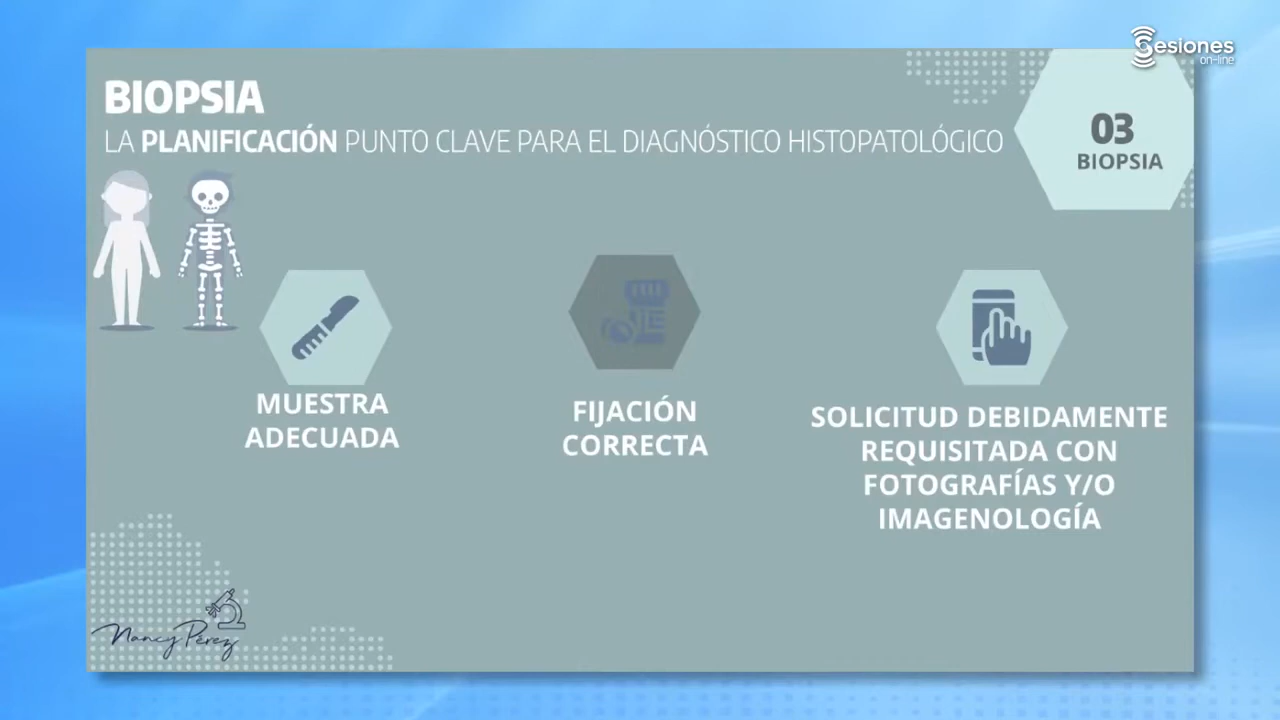 Sesiones
on-line
BIOPSIA
LA PLANIFICACIÓN PUNTO CLAVE PARA EL DIAGNÓSTICO HISTOPATOLÓGICO
03
BIOPSIA
MUESTRA
ADECUADA
FIJACIÓN
CORRECTA
SOLICITUD DEBIDAMENTE
REQUISITADA CON
FOTOGRAFÍAS Y/O
IMAGENOLOGÍA
Nancy Pérez